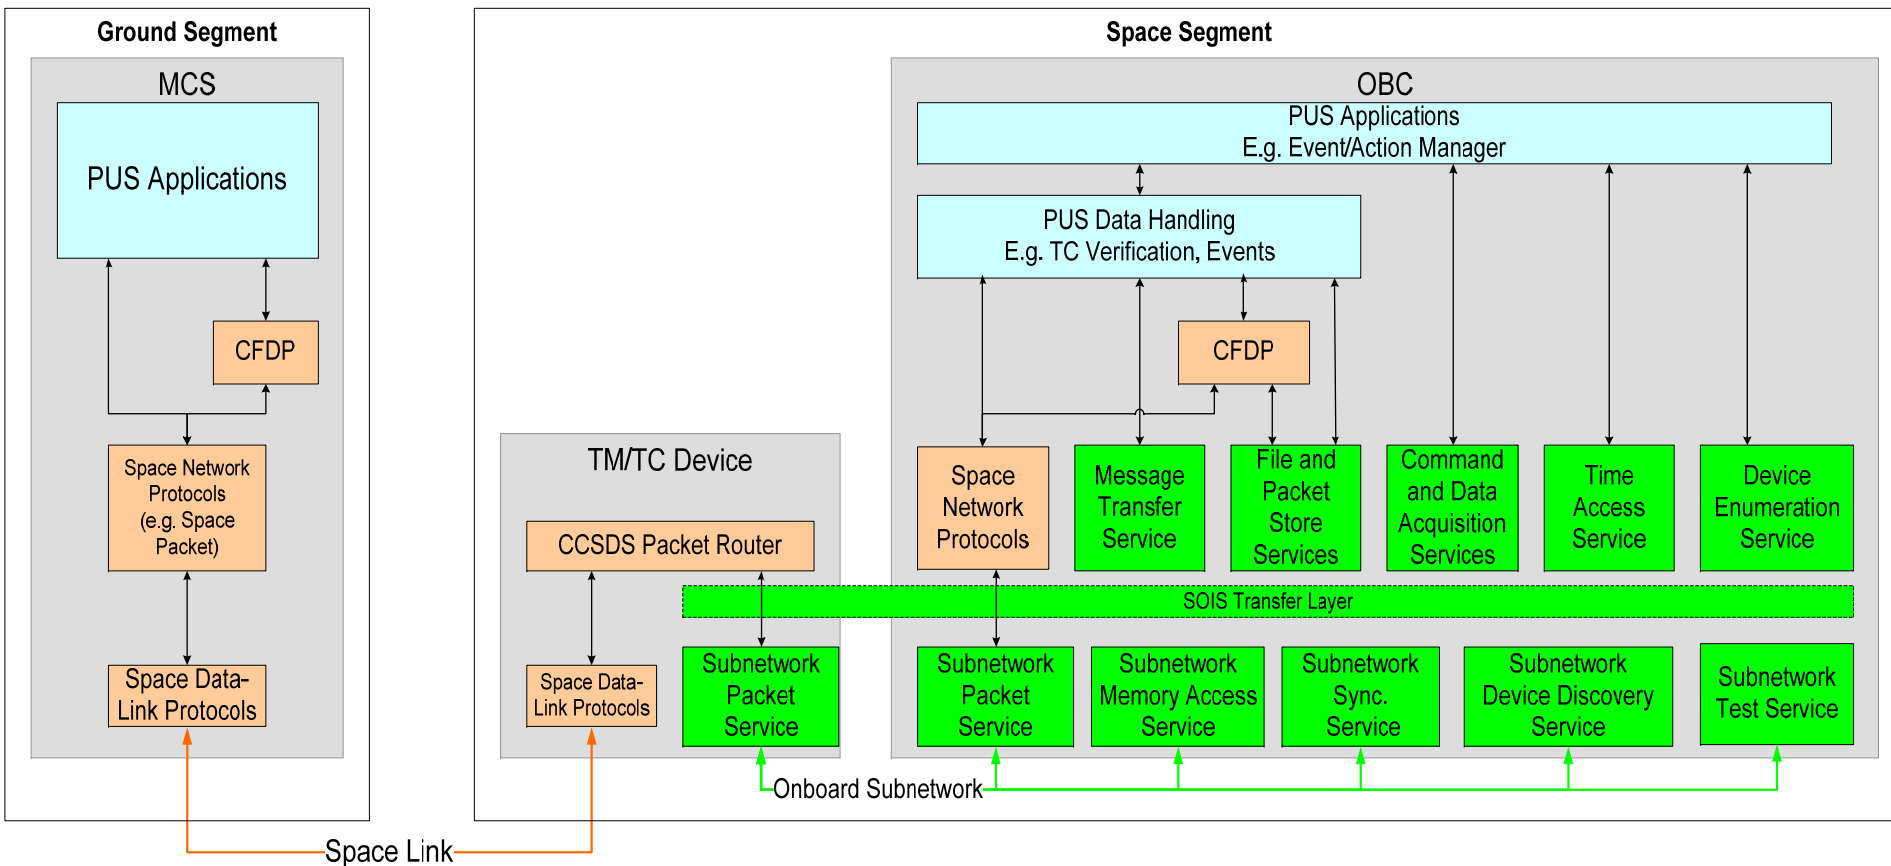 Ground Segment
MCS
PUS Applications
CFDP
Space Network
Protocols
(e.g. Space
Packet)
Space Data-
Link Protocols
Space Link
Space Segment
TM/TC Device
CCSDS Packet Router
Space Data-
Link Protocols
Subnetwork
Packet
Service
OBC
PUS Applications
E.g. Event/Action Manager
PUS Data Handling
E.g. TC Verification, Events
CFDP
Space
Network
Protocols
Message
Transfer
Service
File and
Packet
Store
Services
Command
and Data
Acquisition
Services
Time
Access
Service
Device
Enumeration
Service
SOIS Transfer Layer
Subnetwork
Packet
Service
Subnetwork
Memory Access
Service
Subnetwork
Sync.
Service
Subnetwork
Device Discovery
Service
Subnetwork
Test Service
Onboard Subnetwork